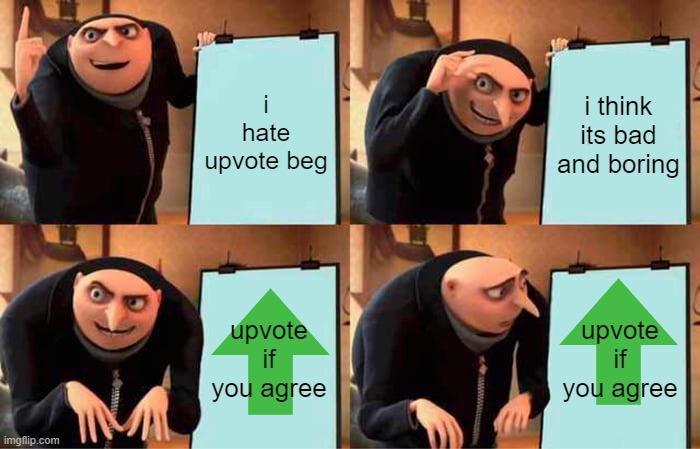 i
hate
upvote beg
i think
its bad
and boring
upvote
if
you agree
upvote
if
you agree
imgflip.com